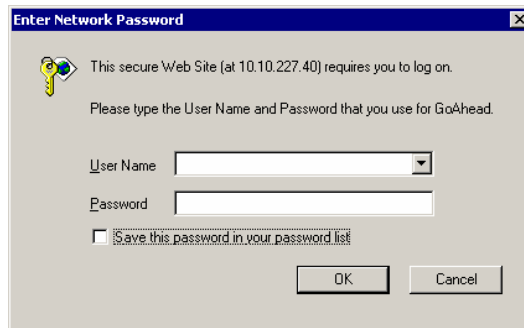 Enter Network Password
This secure Web Site (at 10.10.227.40) requires you to log on.
Please type the User Name and Password that you use for GoAhead.
User Name
Password
Save this password in your password list
OK Cancel